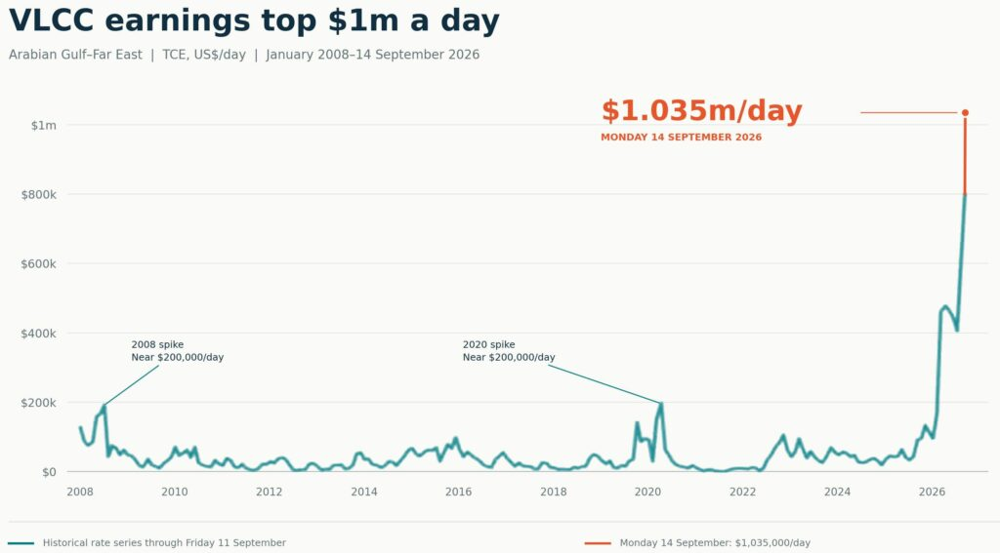 VLCC earnings top $1m a day
Arabian Gulf–Far East | TCE, US$/day | January 2008–14 September 2026
$1.035m/day
MONDAY 14 SEPTEMBER 2026
$1m
$800k
$600k
$400k
$200k
$0
2008 spike
Near $200,000/day
2020 spike
Near $200,000/day
2008 2010 2012 2014 2016 2018 2020 2022 2024 2026
Historical rate series through Friday 11 September
Monday 14 September: $1,035,000/day